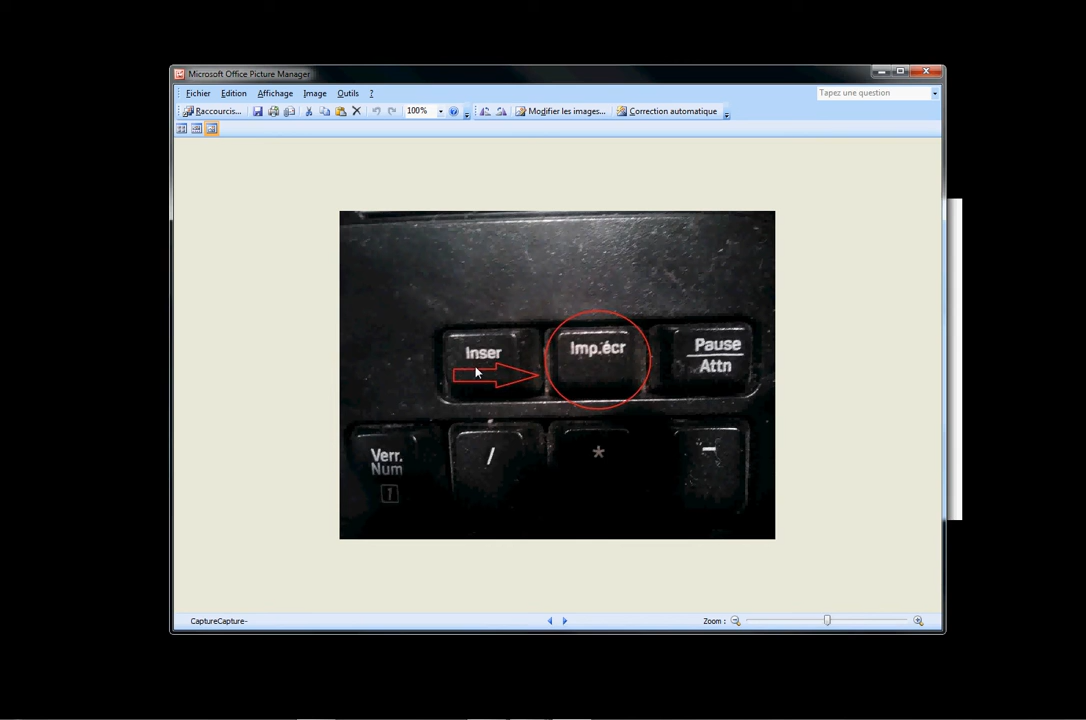 Microsoft Office Picture Manager
Fichier Edition Affichage Image Outils ?
Tapez une question
Raccourcis... 100% Modifier les images... Correction automatique
Inser
Imp.écr
Pause
Attn
Verr.
Num
1
/
*
-
CaptureCapture-
Zoom :